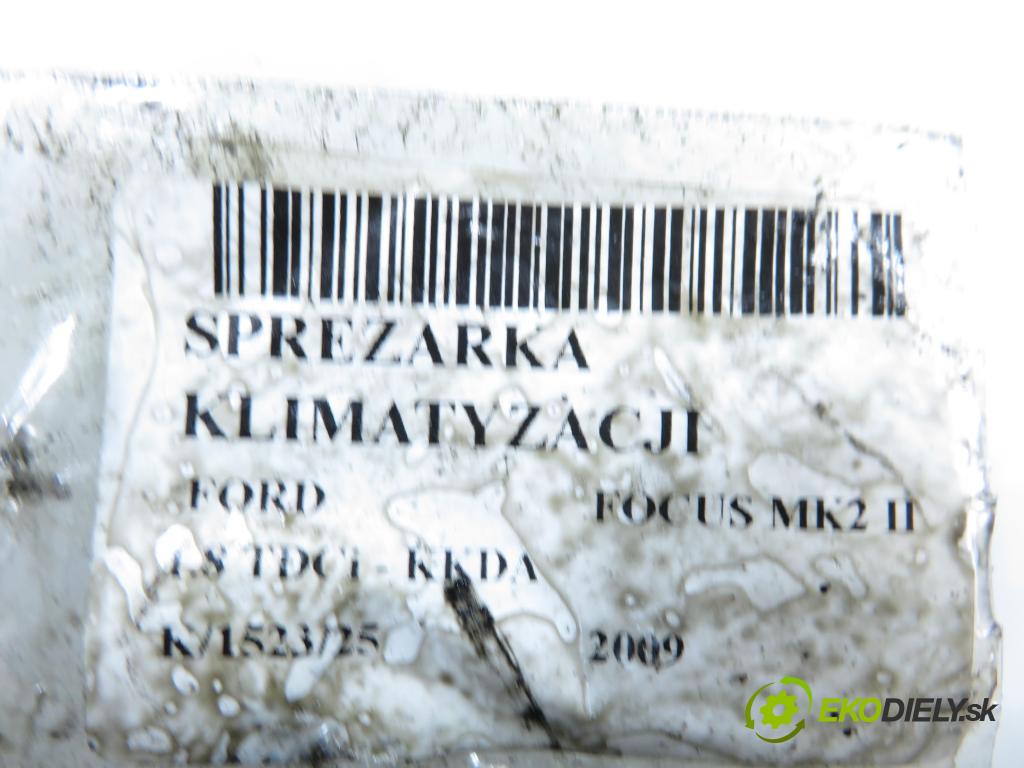 SPREZARKA
KLIMATYZACJI
FORD FOCUS MK2 II
1.8 TDCi - KKDA
K/1523/25 2009
EKODIELY.sk